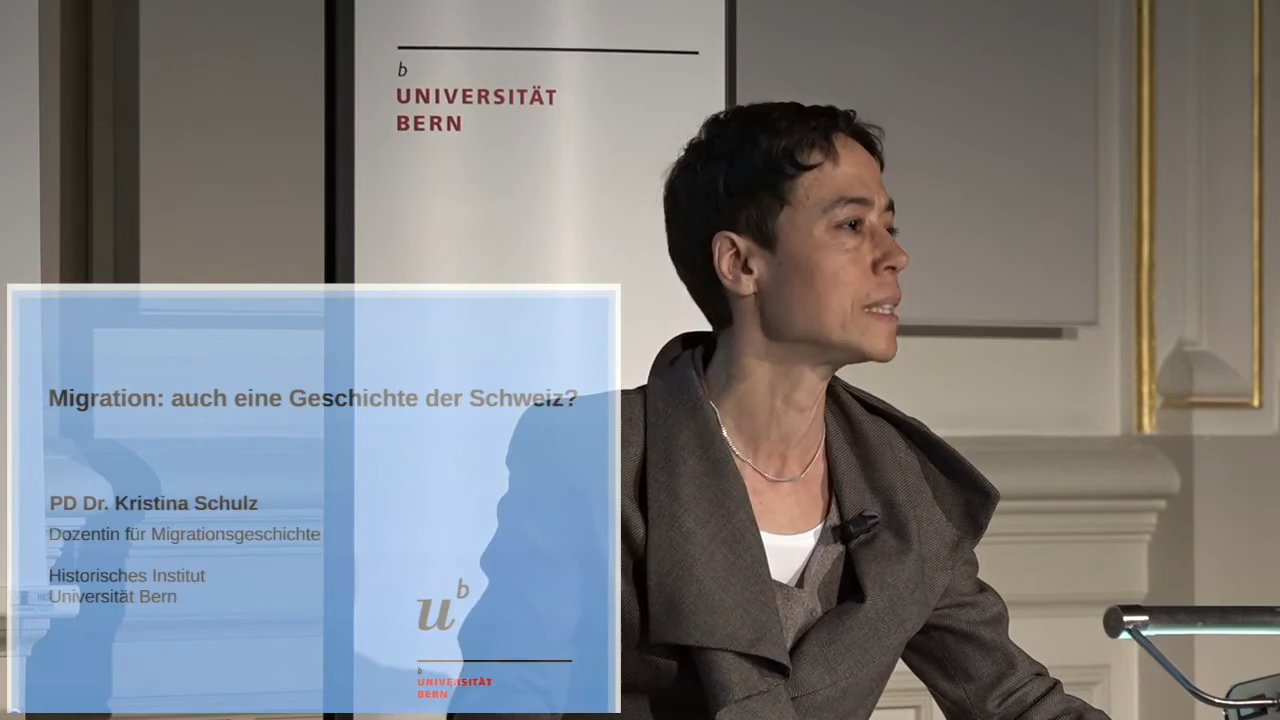 b
UNIVERSITÄT
BERN
Migration: auch eine Geschichte der Schweiz?
PD Dr. Kristina Schulz
Dozentin für Migrationsgeschichte
Historisches Institut
Universität Bern
u b
b
UNIVERSITÄT
BERN